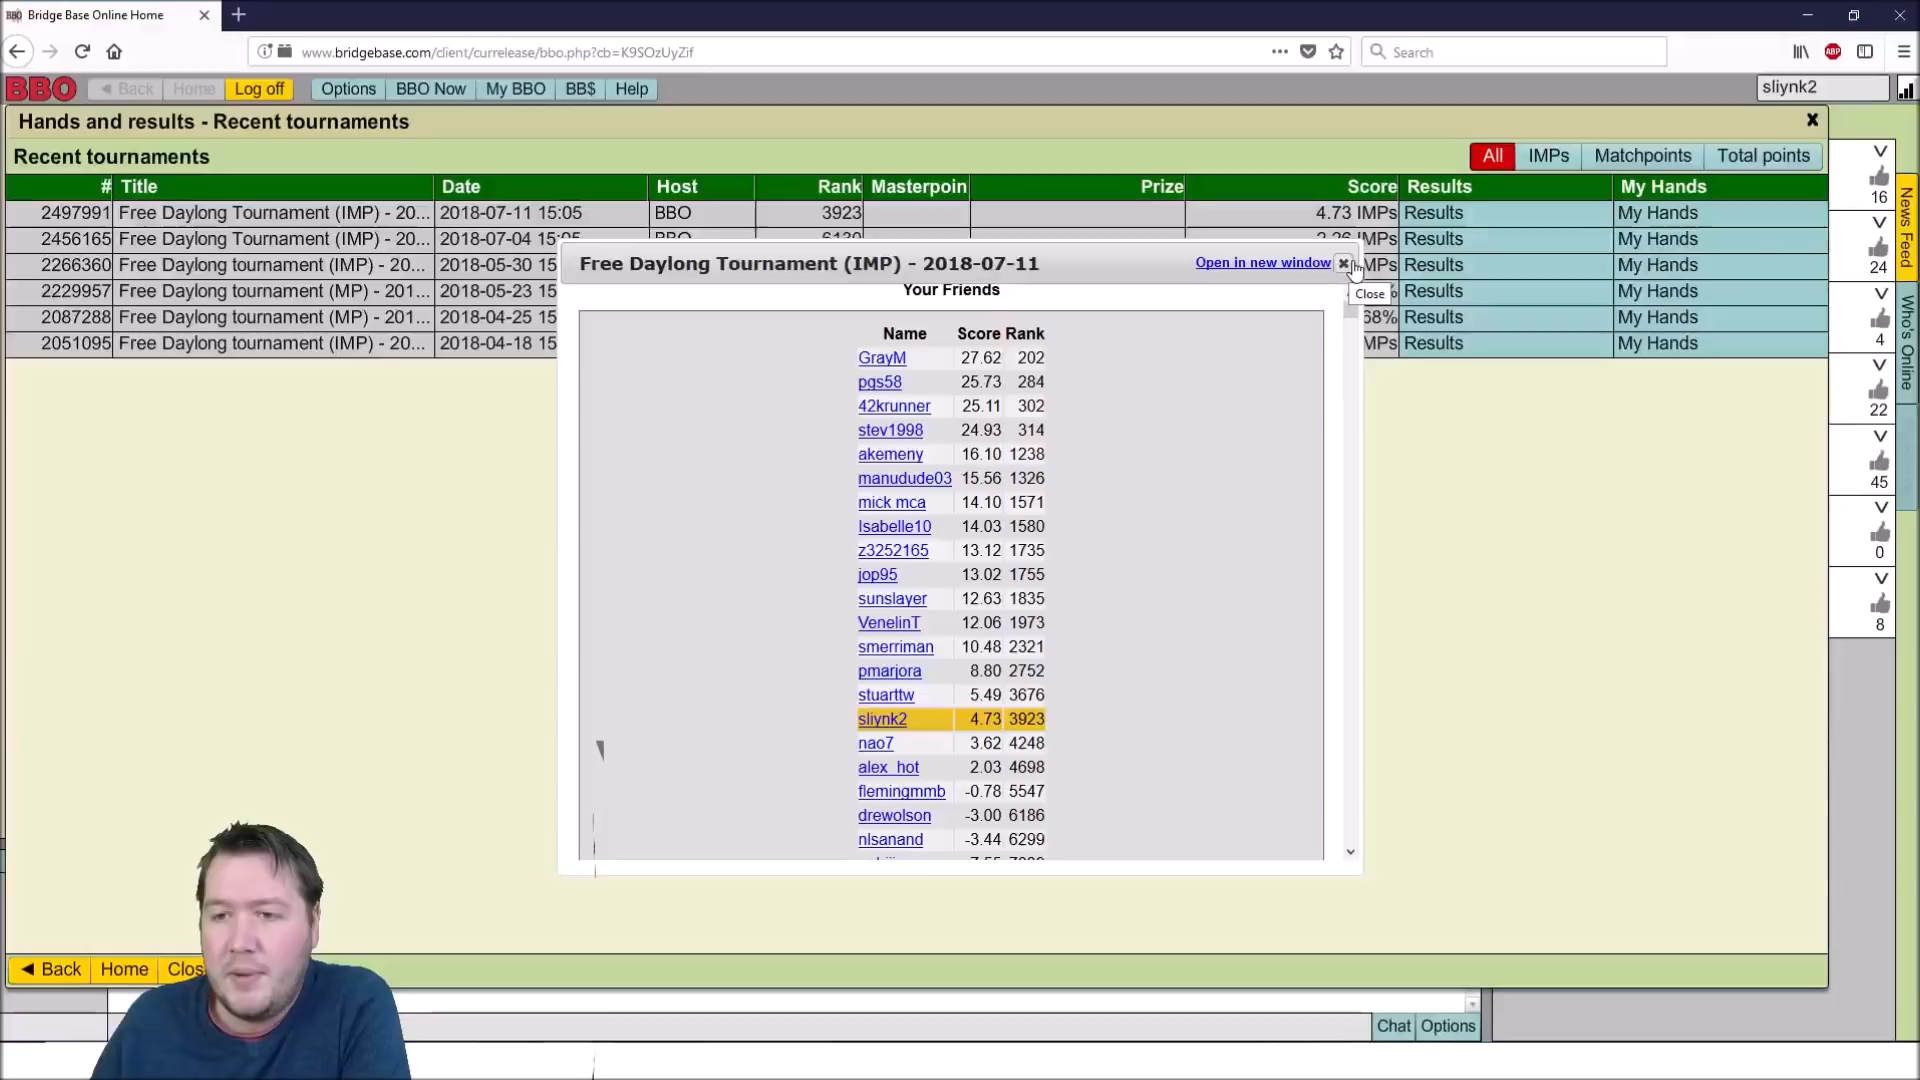 BBO Bridge Base Online Home
www.bridgebase.com/client/currelease/bbo.php?cb=K9SOzUyZif
Search
ABP
BBO Back Home Log off Options BBO Now My BBO BB$ Help sliynk2
Hands and results - Recent tournaments x
Recent tournaments All IMPs Matchpoints Total points
# Title Date Host Rank Masterpoin Prize Score Results My Hands
2497991 Free Daylong Tournament (IMP) - 20... 2018-07-11 15:05 BBO 3923 4.73 IMPs Results My Hands
2456165 Free Daylong Tournament (IMP) - 20... 2018-07-04 15:05 IMPs Results My Hands
2266360 Free Daylong tournament (IMP) - 20... 2018-05-30 15 MPs Results My Hands
2229957 Free Daylong tournament (MP) - 201... 2018-05-23 15 Results My Hands
2087288 Free Daylong tournament (MP) - 201... 2018-04-25 15 68% Results My Hands
2051095 Free Daylong tournament (IMP) - 20... 2018-04-18 15 MPs Results My Hands
Free Daylong Tournament (IMP) - 2018-07-11 Open in new window
Close
Your Friends
Name Score Rank
GrayM 27.62 202
pgs58 25.73 284
42krunner 25.11 302
stev1998 24.93 314
akemeny 16.10 1238
manudude03 15.56 1326
mick mca 14.10 1571
Isabelle10 14.03 1580
z3252165 13.12 1735
jop95 13.02 1755
sunslayer 12.63 1835
VenelinT 12.06 1973
smerriman 10.48 2321
pmarjora 8.80 2752
stuarttw 5.49 3676
sliynk2 4.73 3923
nao7 3.62 4248
alex_hot 2.03 4698
flemingmmb -0.78 5547
drewolson -3.00 6186
nlsanand -3.44 6299
16
24
4
22
45
0
8
News Feed
Who's Online
Back Home Clos
Chat Options